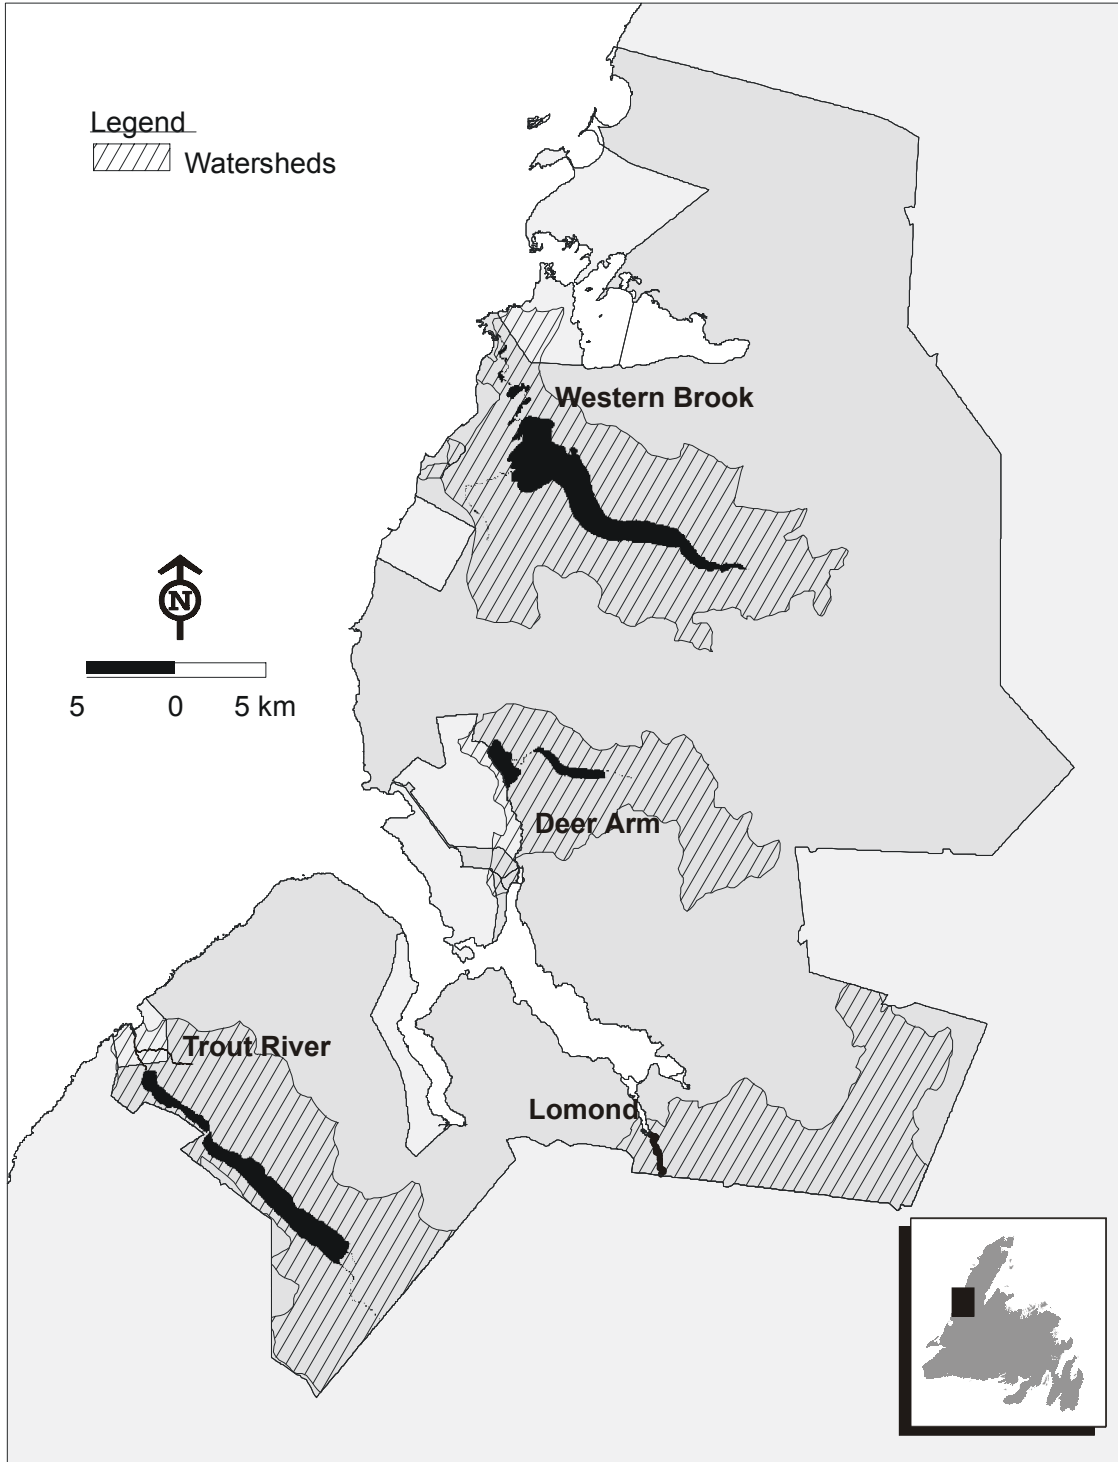 Legend
Watersheds
Western Brook
N
5 0 5 km
Deer Arm
Trout River
Lomond